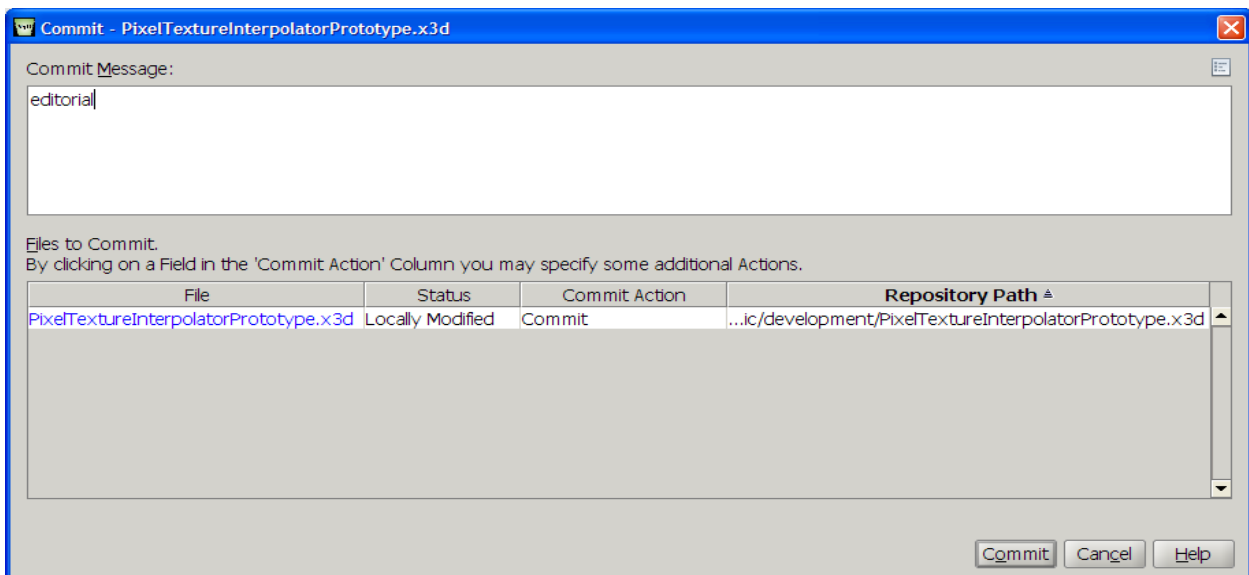 Commit - PixelTextureInterpolatorPrototype.x3d
Commit Message:
editorial
Files to Commit.
By clicking on a Field in the 'Commit Action' Column you may specify some additional Actions.
File Status Commit Action Repository Path
PixelTextureInterpolatorPrototype.x3d Locally Modified Commit ...ic/development/PixelTextureInterpolatorPrototype.x3d
Commit Cancel Help